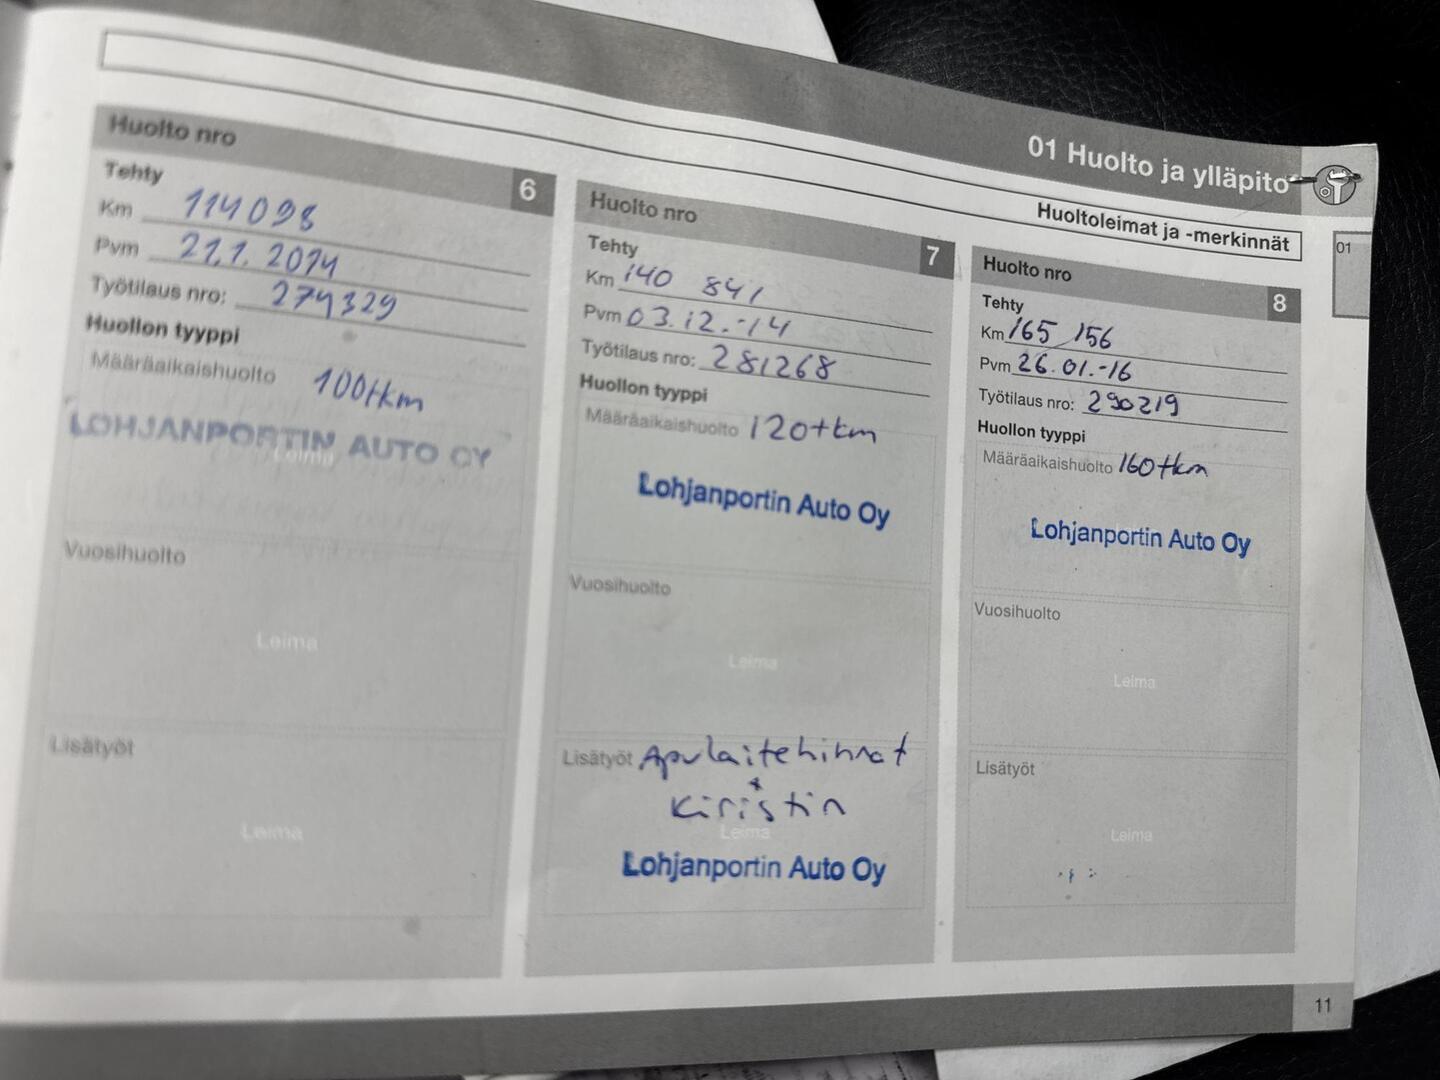 01 Huolto ja ylläpito
Huoltoleimat ja -merkinnät
01
Huolto nro
6
Tehty
Km 114098
Pvm 21.1. 2014
Työtilaus nro: 274329
Huollon tyyppi
Määräaikaishuolto 100tkm
LOHJANPORTIN AUTO OY
Leima
Vuosihuolto
Leima
Lisätyöt
Leima
Huolto nro
7
Tehty
Km 140 841
Pvm 03.12.-14
Työtilaus nro: 281268
Huollon tyyppi
Määräaikaishuolto 120tkm
Lohjanportin Auto Oy
Vuosihuolto
Leima
Lisätyöt Apulaitehihnat
+
Kiristin
Leima
Lohjanportin Auto Oy
Huolto nro
8
Tehty
Km 165 156
Pvm 26.01.-16
Työtilaus nro: 290219
Huollon tyyppi
Määräaikaishuolto 160tkm
Lohjanportin Auto Oy
Vuosihuolto
Leima
Lisätyöt
Leima
11